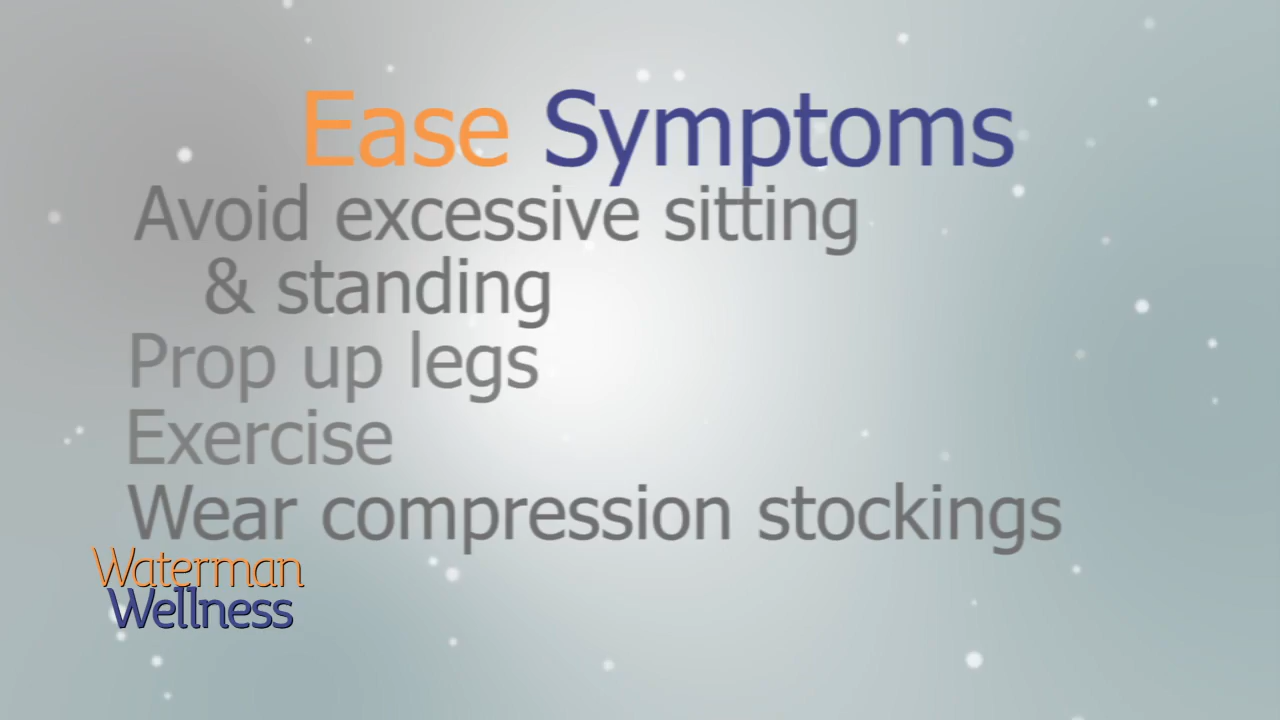 Ease Symptoms
Avoid excessive sitting
& standing
Prop up legs
Exercise
Wear compression stockings
Waterman
Wellness